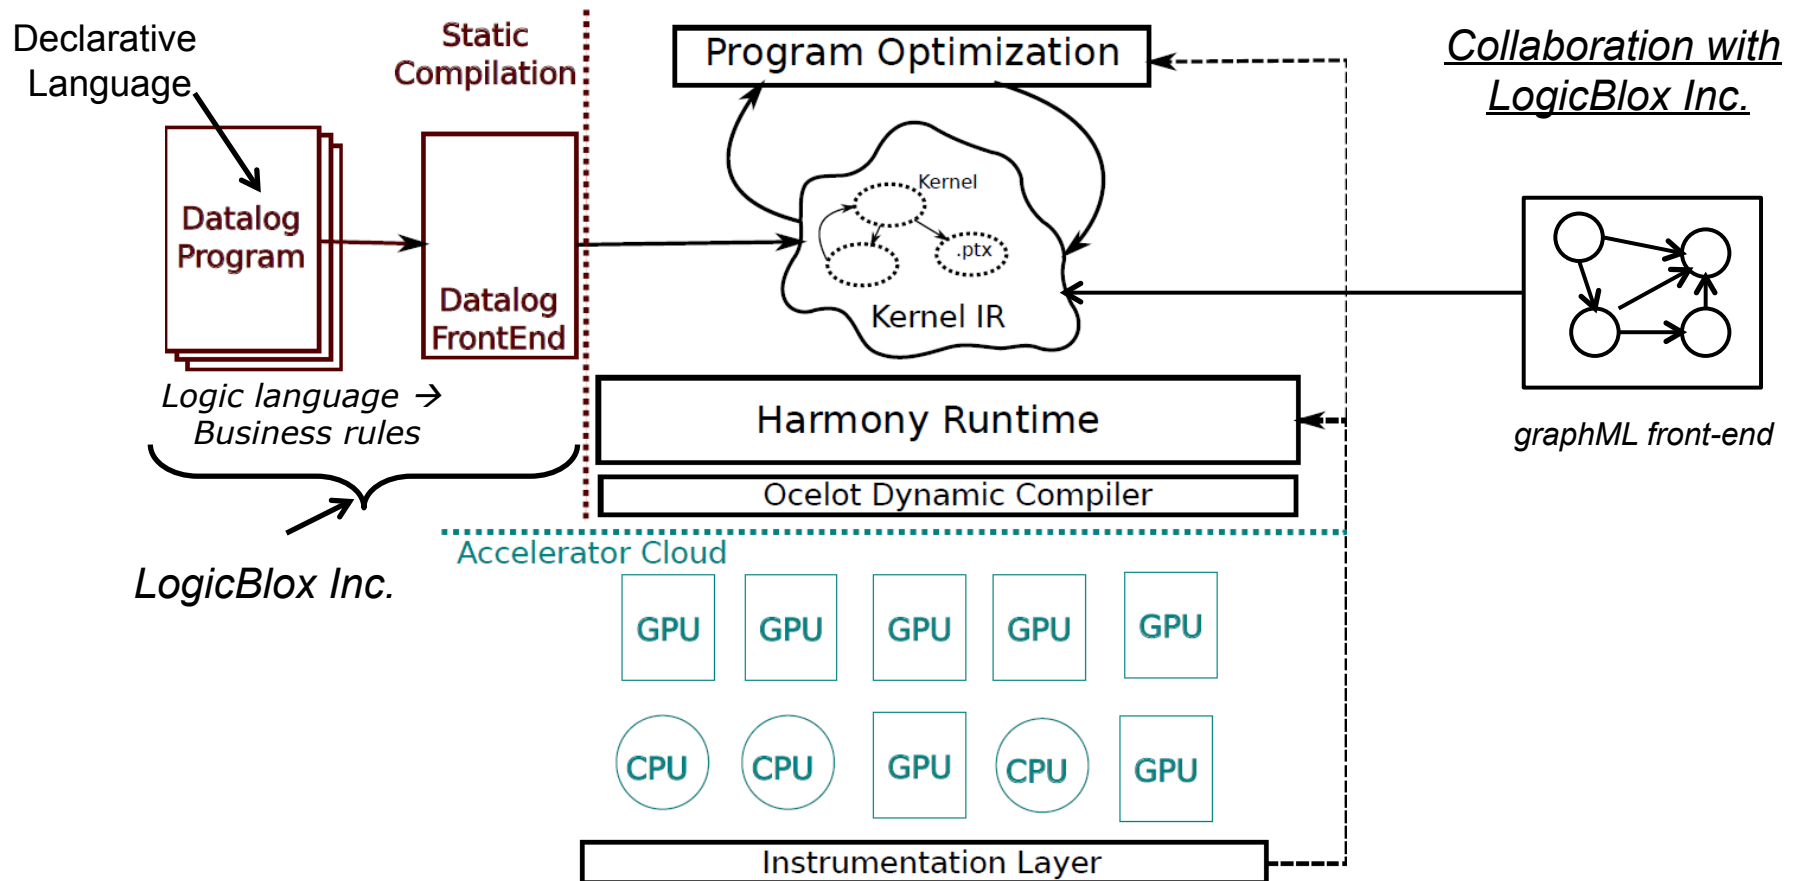 Declarative
Language
Static
Compilation
Program Optimization
Collaboration with
LogicBlox Inc.
Datalog
Program
Datalog
FrontEnd
Kernel
.ptx
Kernel IR
Logic language →
Business rules
Harmony Runtime
graphML front-end
Ocelot Dynamic Compiler
LogicBlox Inc.
Accelerator Cloud
GPU GPU GPU GPU GPU
CPU CPU GPU CPU GPU
Instrumentation Layer